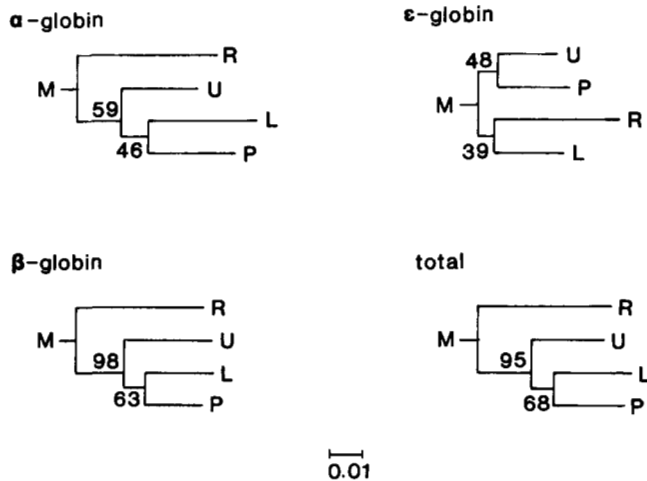 α-globin
R
M
59
U
L
46
P
ε-globin
48
U
P
M
R
39
L
β-globin
R
M
98
U
L
63
P
total
R
M
95
U
L
68
P
0.01